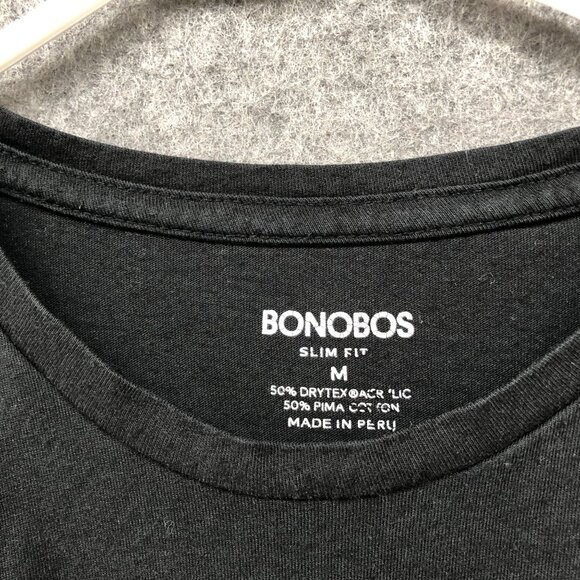 BONOBOS
SLIM FIT
M
50% DRYTEX®ACRYLIC
50% PIMA COTTON
MADE IN PERU